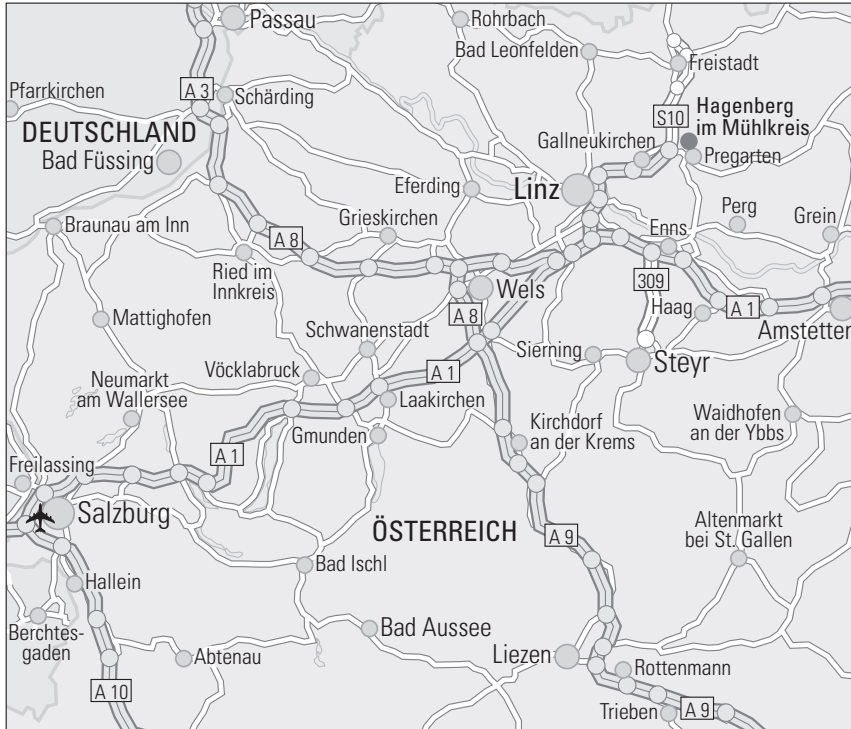 Passau
Rohrbach
Bad Leonfelden
Freistadt
Pfarrkirchen
A 3
Schärding
S10
Hagenberg
im Mühlkreis
DEUTSCHLAND
Bad Füssing
Gallneukirchen
Pregarten
Eferding
Linz
Braunau am Inn
Grieskirchen
A 8
Enns
Perg
Grein
Ried im
Innkreis
Wels
309
Haag
A 1
Amstetten
Mattighofen
A 8
Schwanenstadt
Sierning
Steyr
Vöcklabruck
A 1
Neumarkt
am Wallersee
Laakirchen
Waidhofen
an der Ybbs
Gmunden
Kirchdorf
an der Krems
A 1
Freilassing
Salzburg
ÖSTERREICH
A 9
Altenmarkt
bei St. Gallen
Bad Ischl
Hallein
Berchtes-
gaden
Bad Aussee
Abtenau
Liezen
Rottenmann
A 10
Trieben
A 9